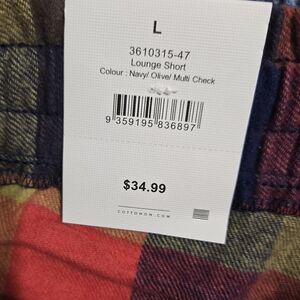 L
3610315-47
Lounge Short
Colour : Navy/ Olive/ Multi Check
9 359195 836897
$34.99
COTTONON.COM